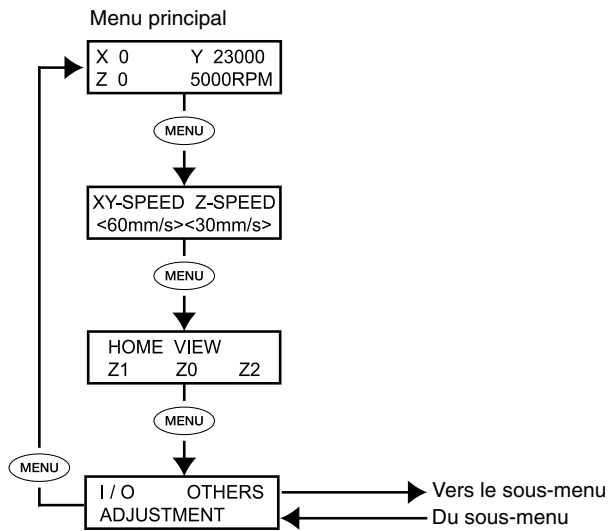 Menu principal
X 0 Y 23000
Z 0 5000RPM
MENU
XY-SPEED Z-SPEED
<60mm/s><30mm/s>
MENU
HOME VIEW
Z1 Z0 Z2
MENU
MENU
I / O OTHERS
ADJUSTMENT
Vers le sous-menu
Du sous-menu